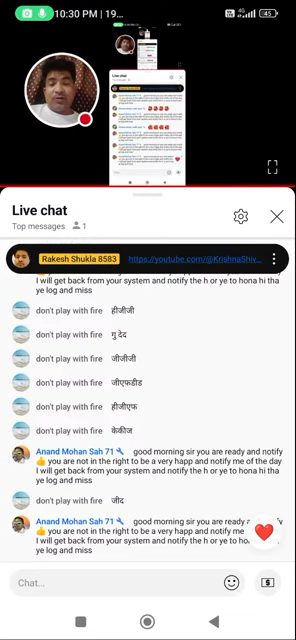 10:30 PM | 19...
4G
45
Live chat
Top messages 1
Rakesh Shukla 8583 https://youtube.com/@KrishnaShiv...
I will get back from your system and notify the h or ye to hona hi tha
ye log and miss
don't play with fire हीजीजी
don't play with fire गु देद
don't play with fire जीजीजी
don't play with fire जीएफडीड
don't play with fire हीजीएफ
don't play with fire केकीज
Anand Mohan Sah 71 good morning sir you are ready and notify
👍 you are not in the right to be a very happ and notify me of the day
I will get back from your system and notify the h or ye to hona hi tha
ye log and miss
don't play with fire जीद
Anand Mohan Sah 71 good morning sir you are ready and notify
👍 you are not in the right to be a very happ and notify me
I will get back from your system and notify the h or ye to hon
ye log and miss
Chat...